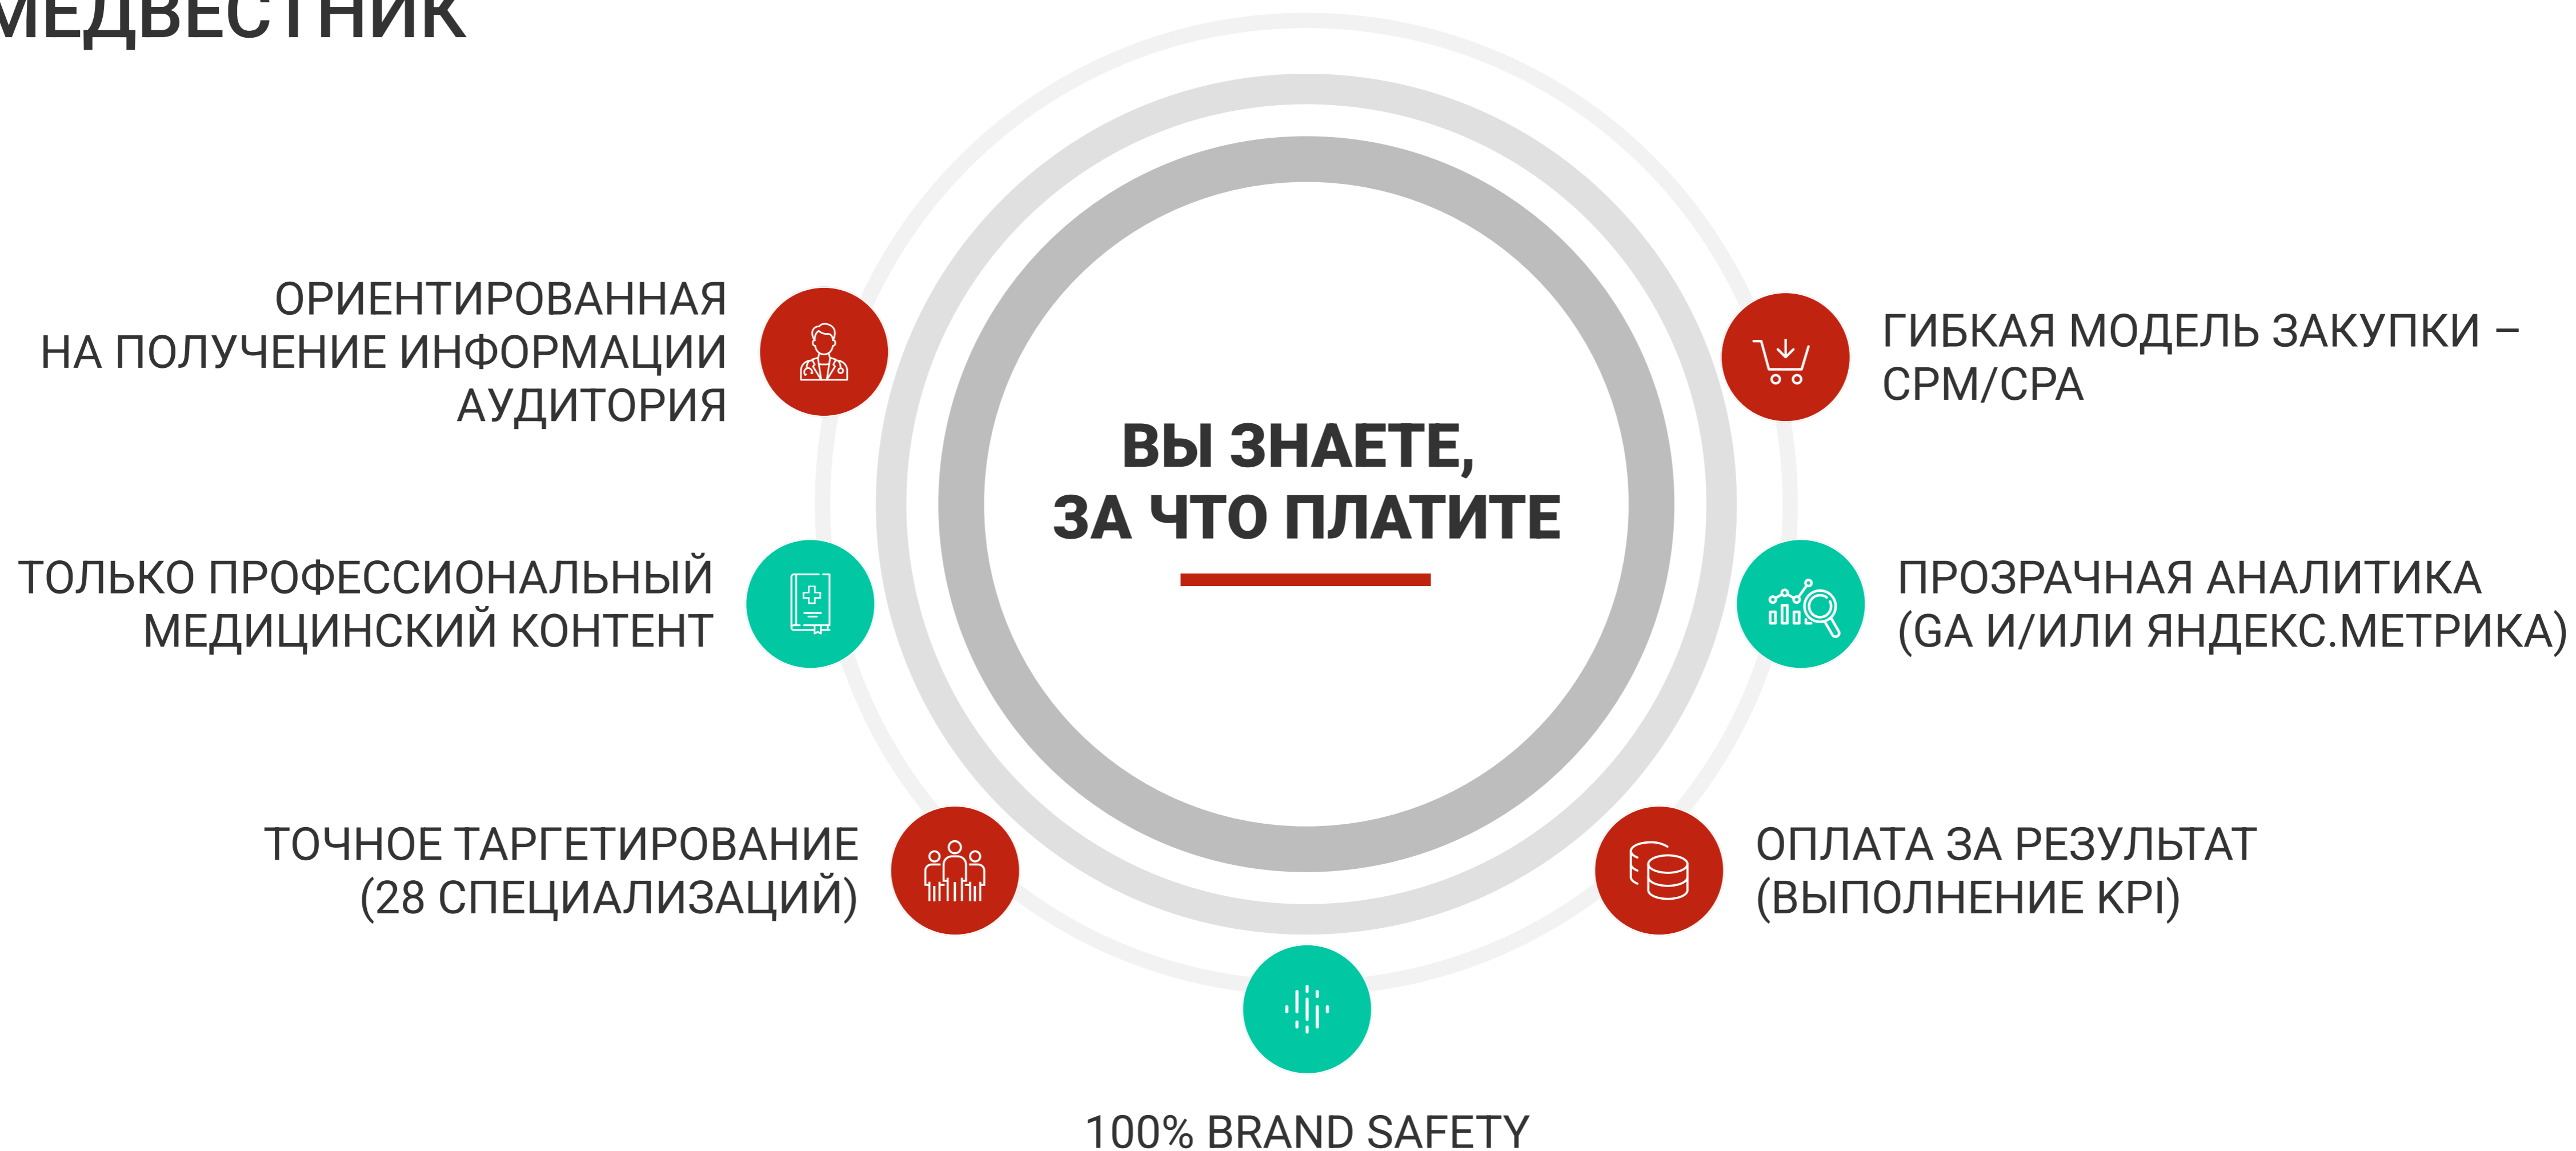 МЕДВЕСТНИК
ОРИЕНТИРОВАННАЯ
НА ПОЛУЧЕНИЕ ИНФОРМАЦИИ
АУДИТОРИЯ
ТОЛЬКО ПРОФЕССИОНАЛЬНЫЙ
МЕДИЦИНСКИЙ КОНТЕНТ
ТОЧНОЕ ТАРГЕТИРОВАНИЕ
(28 СПЕЦИАЛИЗАЦИЙ)
ВЫ ЗНАЕТЕ,
ЗА ЧТО ПЛАТИТЕ
ГИБКАЯ МОДЕЛЬ ЗАКУПКИ –
CPM/CPA
ПРОЗРАЧНАЯ АНАЛИТИКА
(GA И/ИЛИ ЯНДЕКС.МЕТРИКА)
ОПЛАТА ЗА РЕЗУЛЬТАТ
(ВЫПОЛНЕНИЕ KPI)
100% BRAND SAFETY